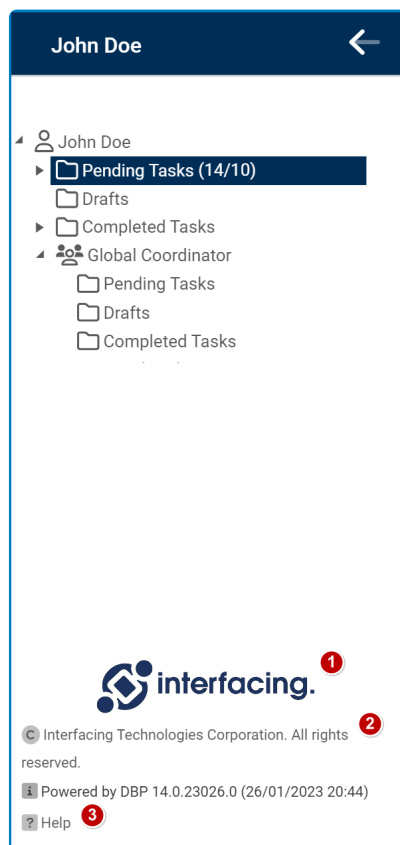 John Doe
John Doe
Pending Tasks (14/10)
Drafts
Completed Tasks
Global Coordinator
Pending Tasks
Drafts
Completed Tasks
interfacing. 1
C Interfacing Technologies Corporation. All rights 2
reserved.
i Powered by DBP 14.0.23026.0 (26/01/2023 20:44)
? Help 3